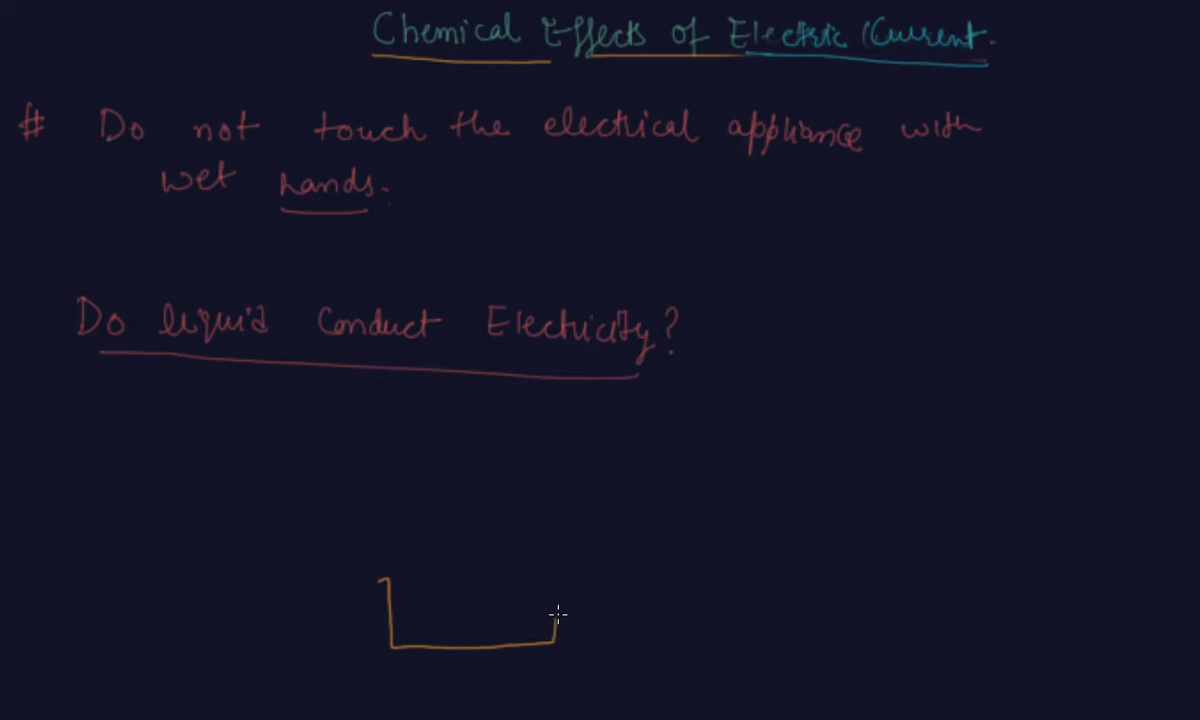 Chemical Effects of Electric Current.
# Do not touch the electrical appliance with
wet hands.
Do liquid Conduct Electricity?